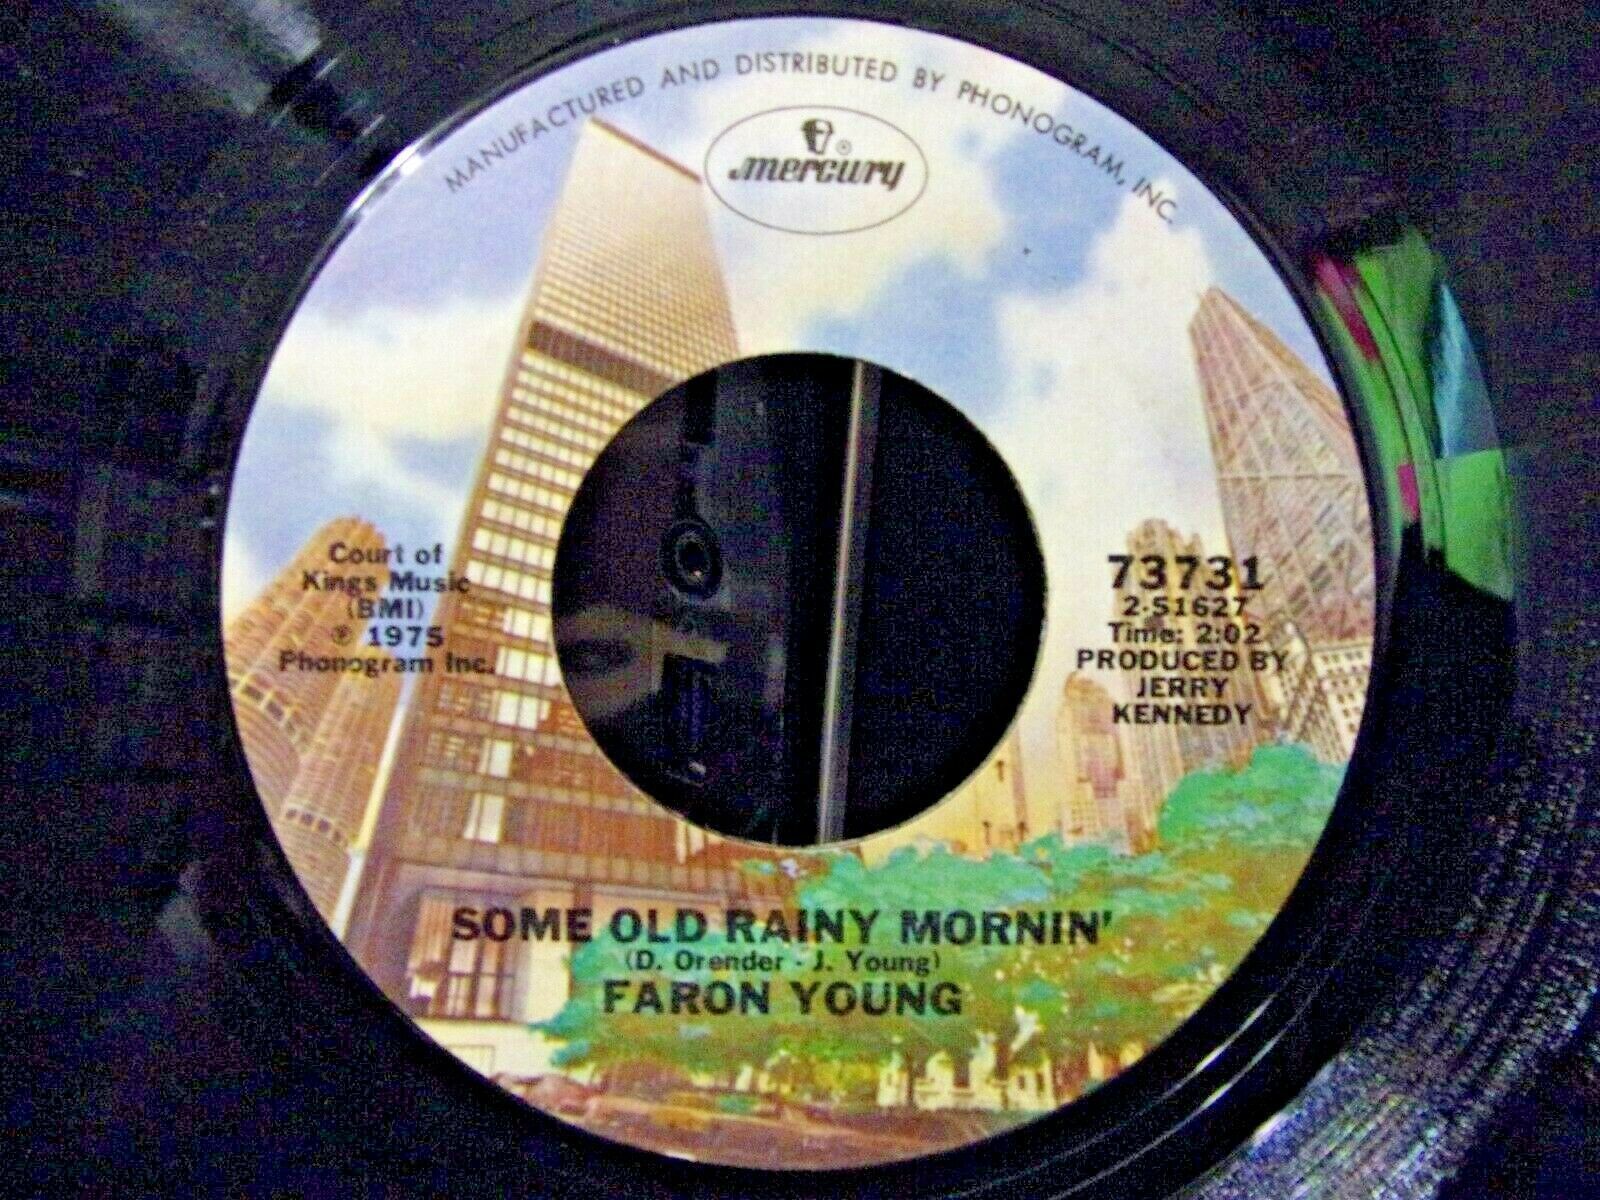 MANUFACTURED AND DISTRIBUTED BY PHONOGRAM, INC.
mercury ®
Court of
Kings Music
(BMI)
℗ 1975
Phonogram Inc.
73731
2-51627
Time: 2:02
PRODUCED BY
JERRY
KENNEDY
SOME OLD RAINY MORNIN'
(D. Orender - J. Young)
FARON YOUNG